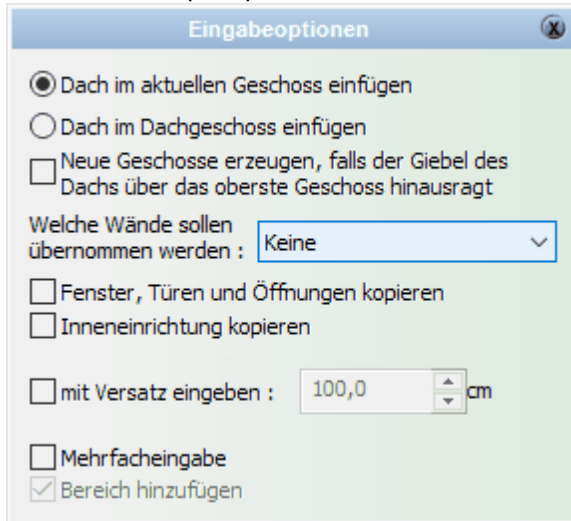 Eingabeoptionen
Dach im aktuellen Geschoss einfügen
Dach im Dachgeschoss einfügen
Neue Geschosse erzeugen, falls der Giebel des
Dachs über das oberste Geschoss hinausragt
Welche Wände sollen
übernommen werden : Keine
Fenster, Türen und Öffnungen kopieren
Inneneinrichtung kopieren
mit Versatz eingeben : 100,0 cm
Mehrfacheingabe
Bereich hinzufügen